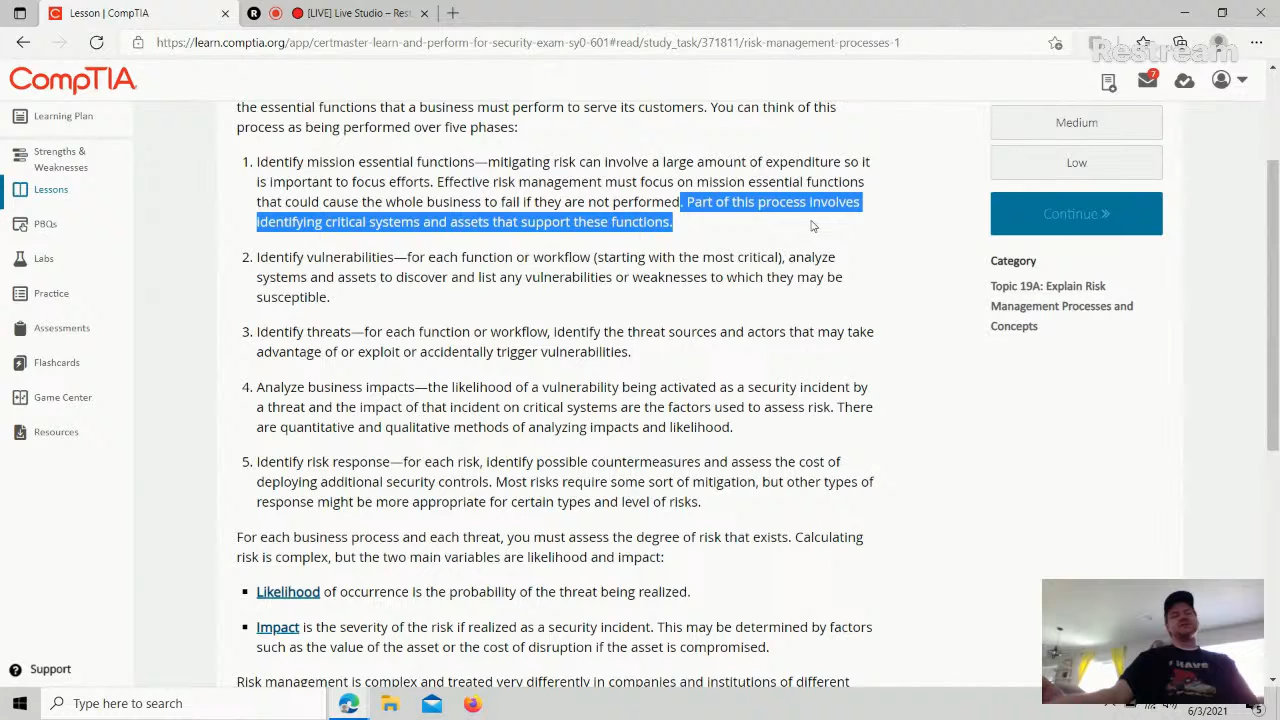 Lesson | CompTIA
[LIVE] Live Studio – Rest
https://learn.comptia.org/app/certmaster-learn-and-perform-for-security-exam-sy0-601#read/study_task/371811/risk-management-processes-1
Restream
CompTIA.
7
Learning Plan
Strengths &
Weaknesses
Lessons
PBQs
Labs
Practice
Assessments
Flashcards
Game Center
Resources
Support
the essential functions that a business must perform to serve its customers. You can think of this
process as being performed over five phases:
1. Identify mission essential functions—mitigating risk can involve a large amount of expenditure so it
is important to focus efforts. Effective risk management must focus on mission essential functions
that could cause the whole business to fail if they are not performed. Part of this process involves
identifying critical systems and assets that support these functions.
2. Identify vulnerabilities—for each function or workflow (starting with the most critical), analyze
systems and assets to discover and list any vulnerabilities or weaknesses to which they may be
susceptible.
3. Identify threats—for each function or workflow, identify the threat sources and actors that may take
advantage of or exploit or accidentally trigger vulnerabilities.
4. Analyze business impacts—the likelihood of a vulnerability being activated as a security incident by
a threat and the impact of that incident on critical systems are the factors used to assess risk. There
are quantitative and qualitative methods of analyzing impacts and likelihood.
5. Identify risk response—for each risk, identify possible countermeasures and assess the cost of
deploying additional security controls. Most risks require some sort of mitigation, but other types of
response might be more appropriate for certain types and level of risks.
For each business process and each threat, you must assess the degree of risk that exists. Calculating
risk is complex, but the two main variables are likelihood and impact:
Likelihood of occurrence is the probability of the threat being realized.
Impact is the severity of the risk if realized as a security incident. This may be determined by factors
such as the value of the asset or the cost of disruption if the asset is compromised.
Risk management is complex and treated very differently in companies and institutions of different
Medium
Low
Continue »
Category
Topic 19A: Explain Risk
Management Processes and
Concepts
I HAVE
Type here to search
6/3/2021
5